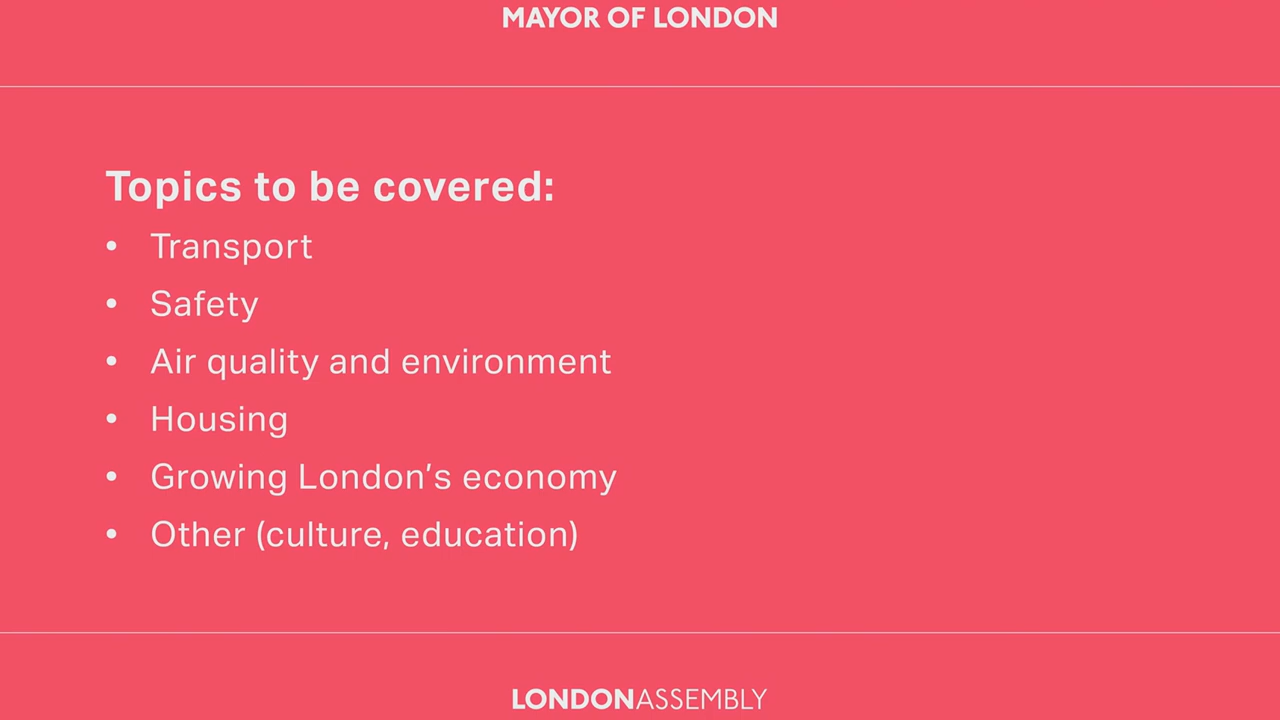 MAYOR OF LONDON
Topics to be covered:
• Transport
• Safety
• Air quality and environment
• Housing
• Growing London’s economy
• Other (culture, education)
LONDONASSEMBLY